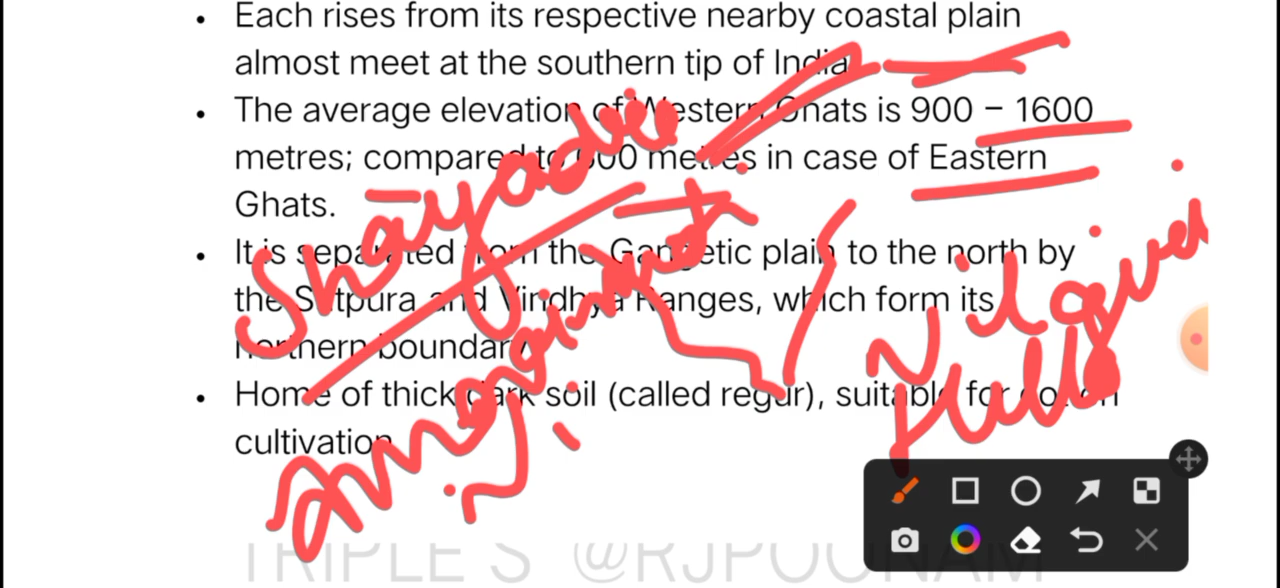 • Each rises from its respective nearby coastal plain
almost meet at the southern tip of India
• The average elevation of Western Ghats is 900 – 1600
metres; compared to 600 metres in case of Eastern
Ghats.
• It is separated from the Gangetic plain to the north by
the Satpura and Vindhya Ranges, which form its
northern boundary
• Home of thick dark soil (called regur), suitable for cotton
cultivation
Shayadri
Nilgiri
Hills
TRIPLE S @RJPOONAM